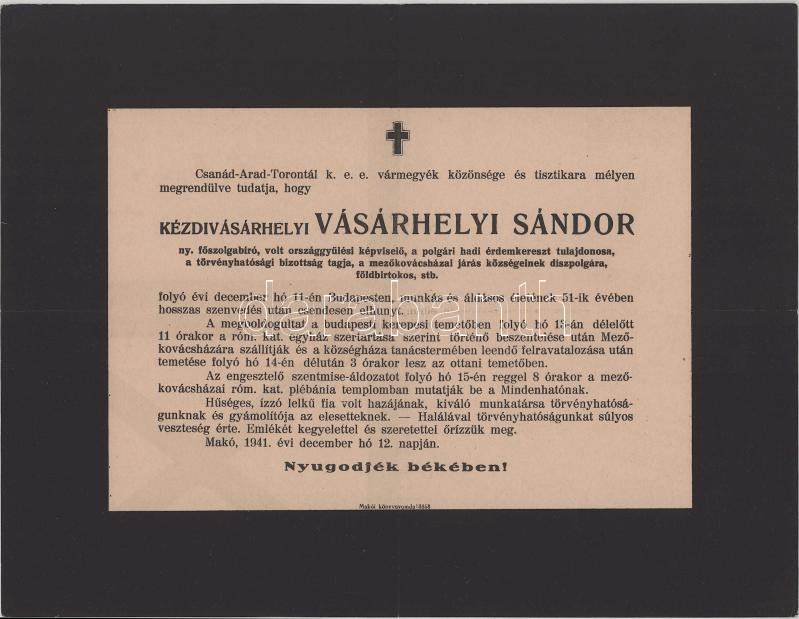 Csanád-Arad-Torontál k. e. e. vármegyék közönsége és tisztikara mélyen
megrendülve tudatja, hogy
KÉZDIVÁSÁRHELYI VÁSÁRHELYI SÁNDOR
ny. főszolgabíró, volt országgyűlési képviselő, a polgári hadi érdemkereszt tulajdonosa,
a törvényhatósági bizottság tagja, a mezőkovácsházai járás községeinek díszpolgára,
földbirtokos, stb.
folyó évi december hó 11-én Budapesten, munkás és áldásos életének 51-ik évében
hosszas szenvedés után csendesen elhunyt.
A megboldogultat a budapesti kerepesi temetőben folyó hó 13-án délelőtt
11 órakor a róm. kat. egyház szertartása szerint történő beszentelése után Mező-
kovácsházára szállítják és a községháza tanácstermében leendő felravatalozása után
temetése folyó hó 14-én délután 3 órakor lesz az ottani temetőben.
Az engesztelő szentmise-áldozatot folyó hó 15-én reggel 8 órakor a mező-
kovácsházai róm. kat. plébánia templomban mutatják be a Mindenhatónak.
Hűséges, ízzó lelkű fia volt hazájának, kiváló munkatársa törvényhatósá-
gunknak és gyámolítója az elesetteknek. — Halálával törvényhatóságunkat súlyos
veszteség érte. Emlékét kegyelettel és szeretettel őrízzük meg.
Makó, 1941. évi december hó 12. napján.
Nyugodjék békében!
Makói könyvnyomda
darabanth